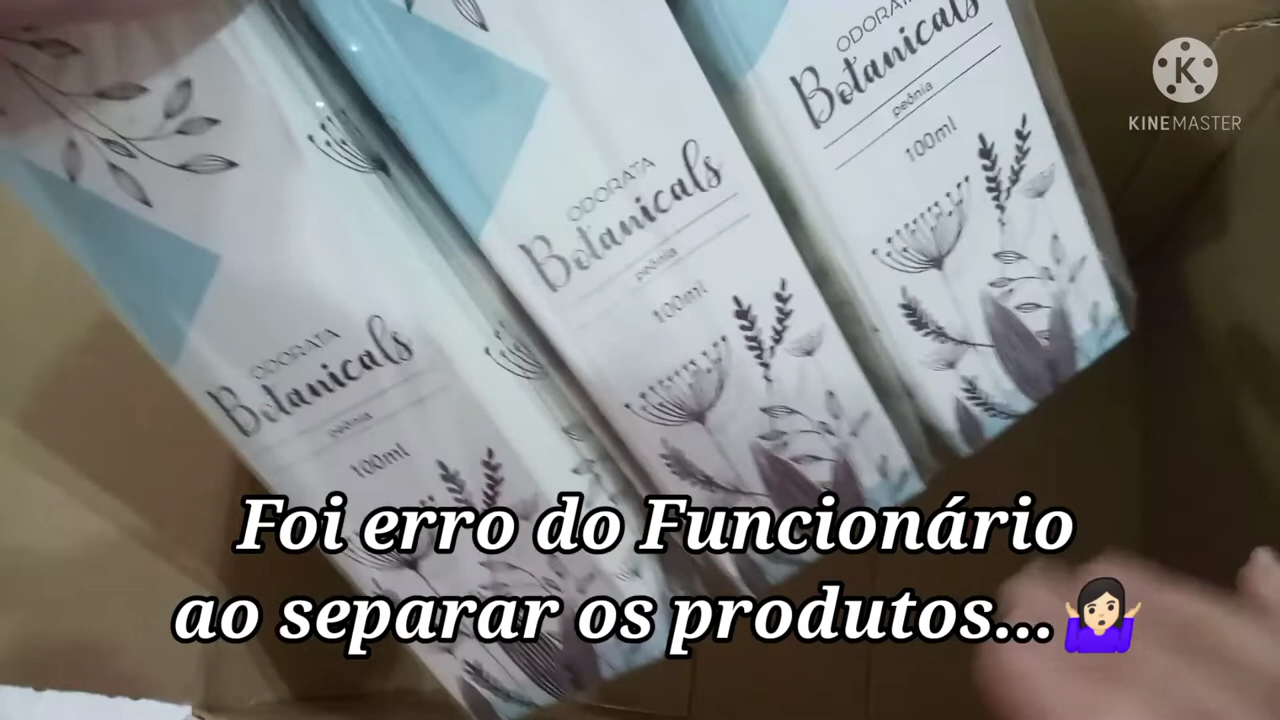 ODORATA
Botanicals
peônia
100ml
ODORATA
Botanicals
peônia
100ml
ODORATA
Botanicals
peônia
100ml
KINEMASTER
Foi erro do Funcionário
ao separar os produtos...🤷🏻‍♀️